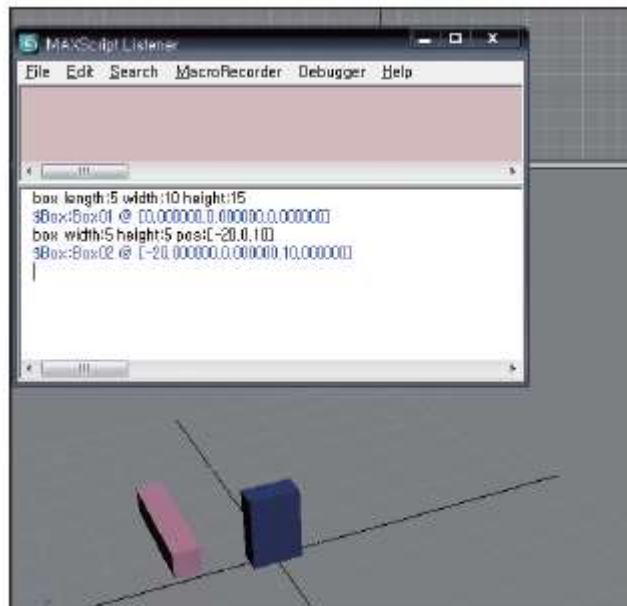 MAXScript Listener
File Edit Search MacroRecorder Debugger Help
box length:5 width:10 height:15
$Box:Box01 @ [0.000000,0.000000,0.000000]
box width:5 height:5 pos:[-20,0,10]
$Box:Box02 @ [-20.000000,0.000000,10.000000]